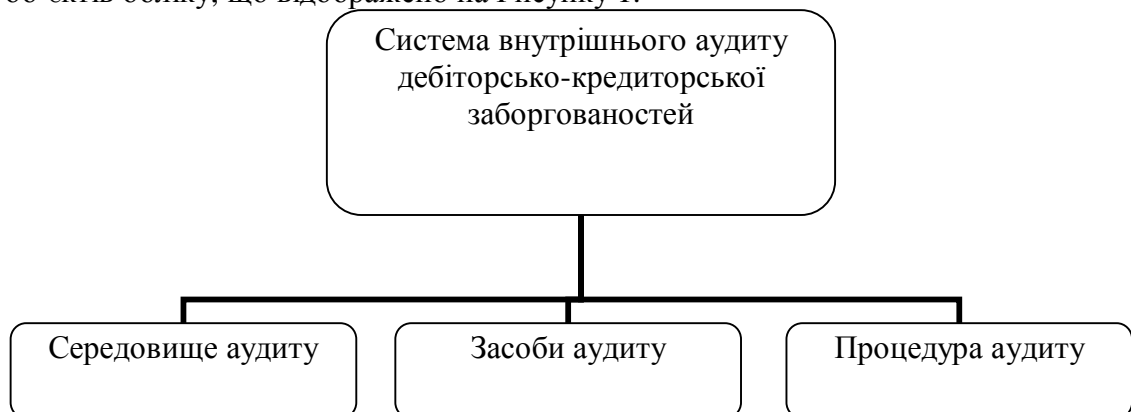 об'єктів обліку, що відображено на Рисунку 1.
Система внутрішнього аудиту
дебіторсько-кредиторської
заборгованостей
Середовище аудиту
Засоби аудиту
Процедура аудиту